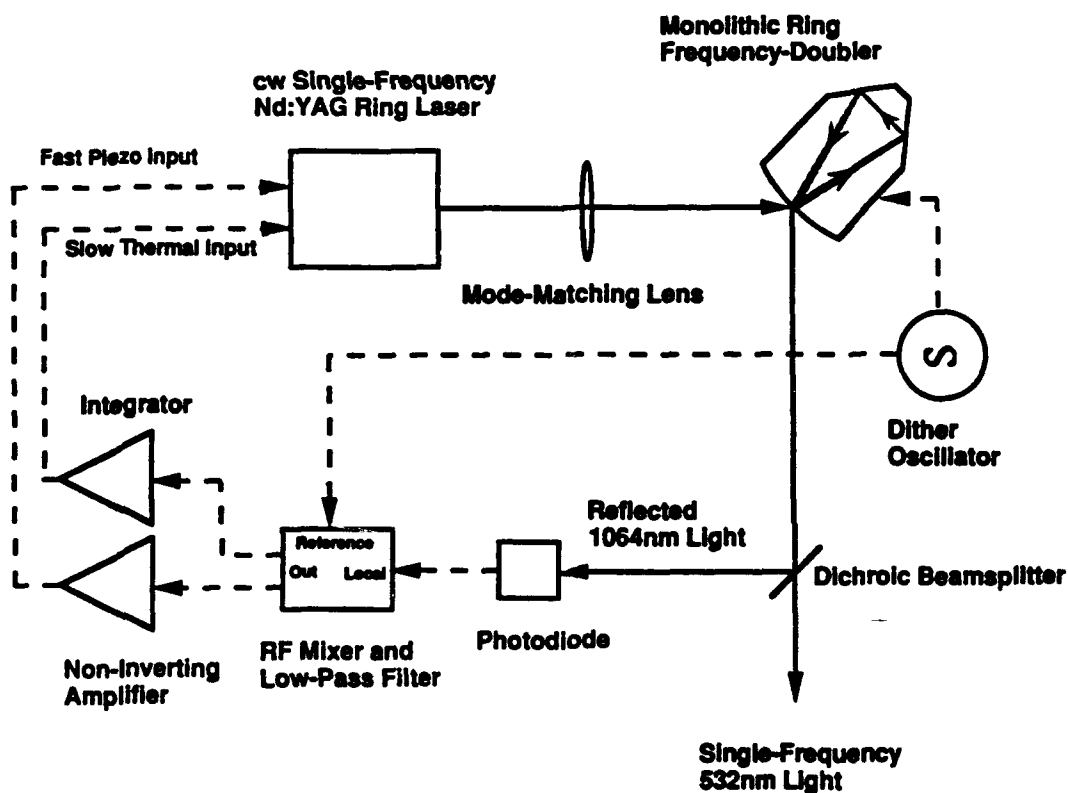 Monolithic Ring
Frequency-Doubler
cw Single-Frequency
Nd:YAG Ring Laser
Fast Piezo Input
Slow Thermal Input
Mode-Matching Lens
S
Dither
Oscillator
Integrator
Reflected
1064nm Light
Reference
Out Local
Dichroic Beamsplitter
Photodiode
RF Mixer and
Low-Pass Filter
Non-Inverting
Amplifier
Single-Frequency
532nm Light